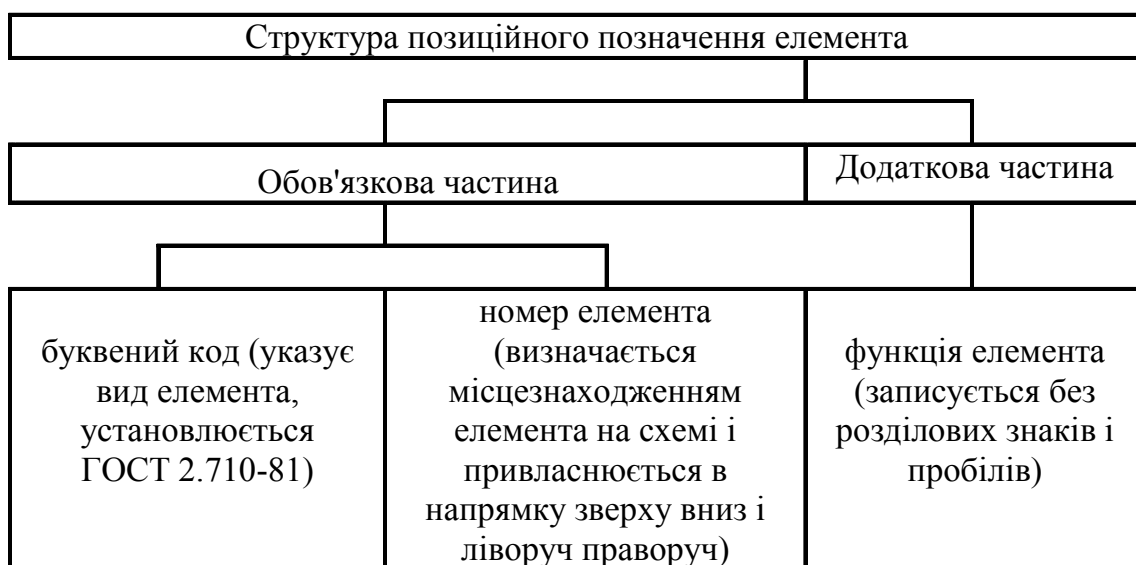 Структура позиційного позначення елемента
Обов'язкова частина
Додаткова частина
буквений код (указує
вид елемента,
установлюється
ГОСТ 2.710-81)
номер елемента
(визначається
місцезнаходженням
елемента на схемі і
привласнюється в
напрямку зверху вниз і
ліворуч праворуч)
функція елемента
(записується без
розділових знаків і
пробілів)